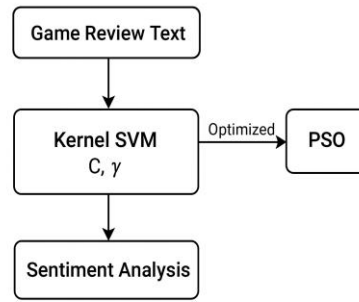 Game Review Text
Kernel SVM
C, γ
Optimized
PSO
Sentiment Analysis